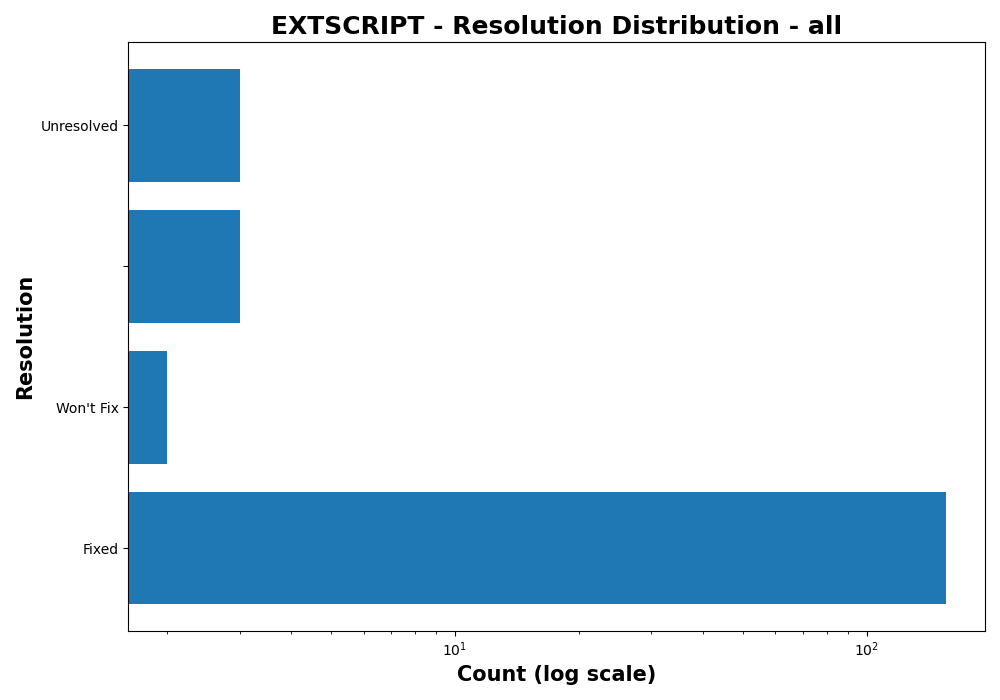 EXTSCRIPT - Resolution Distribution - all
Resolution
Unresolved
Won't Fix
Fixed
10¹
10²
Count (log scale)